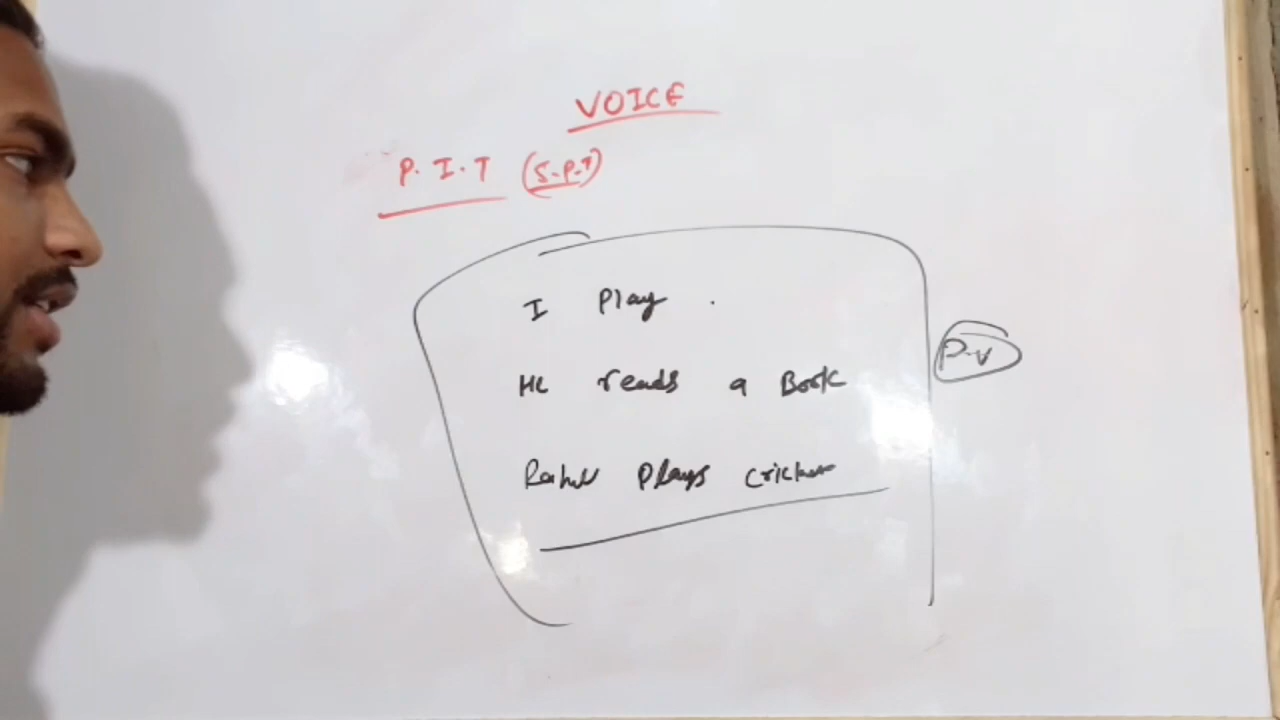 VOICE
P.I.T (S.P.T)
I Play .
He reads a Book
P.V
Rahul Plays cricket